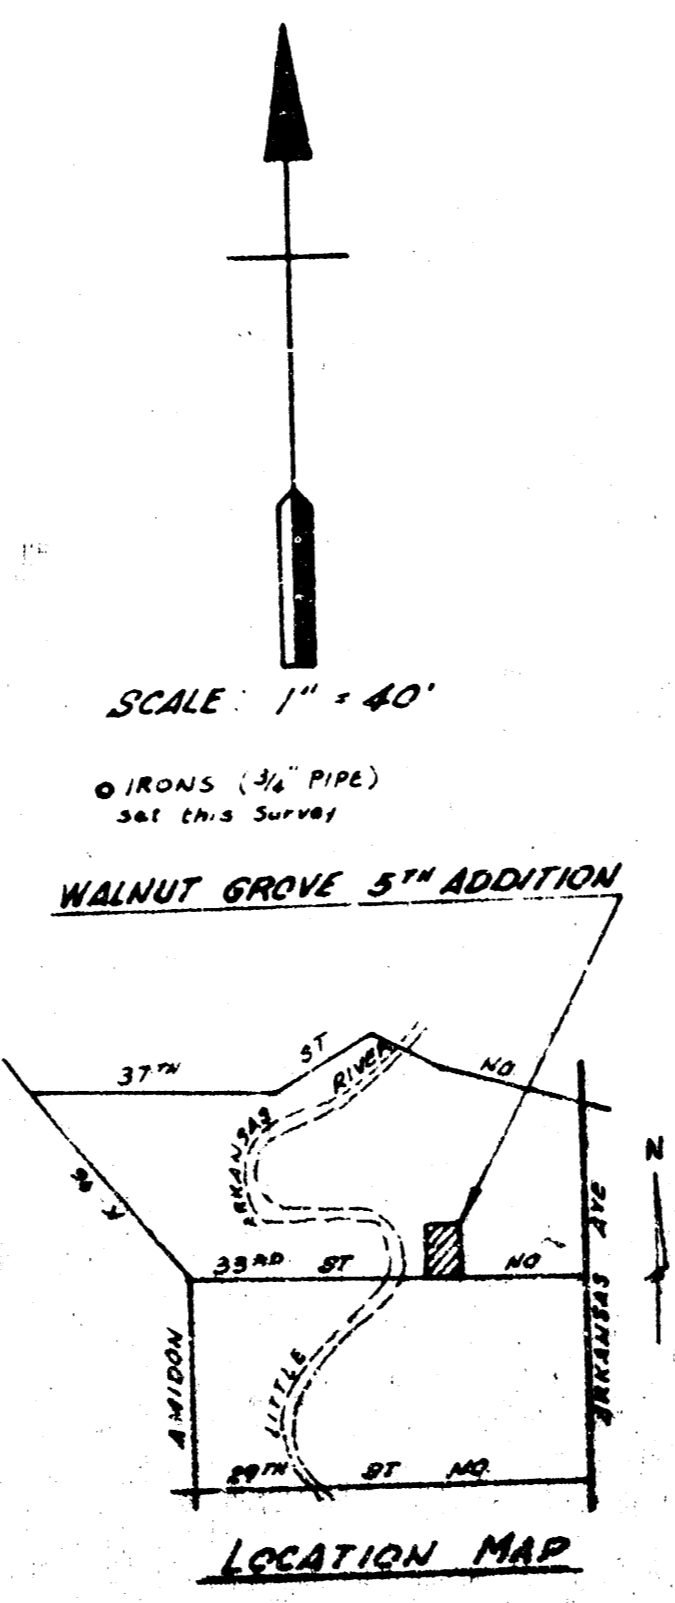 SCALE: 1" = 40'
O IRONS (3/4" PIPE)
set this Survey
WALNUT GROVE 5TH ADDITION
37TH ST NO.
ARKANSAS RIVER
K 96
N
33RD ST NO
ARKANSAS AVE
AMIDON
LITTLE
29TH ST NO.
LOCATION MAP